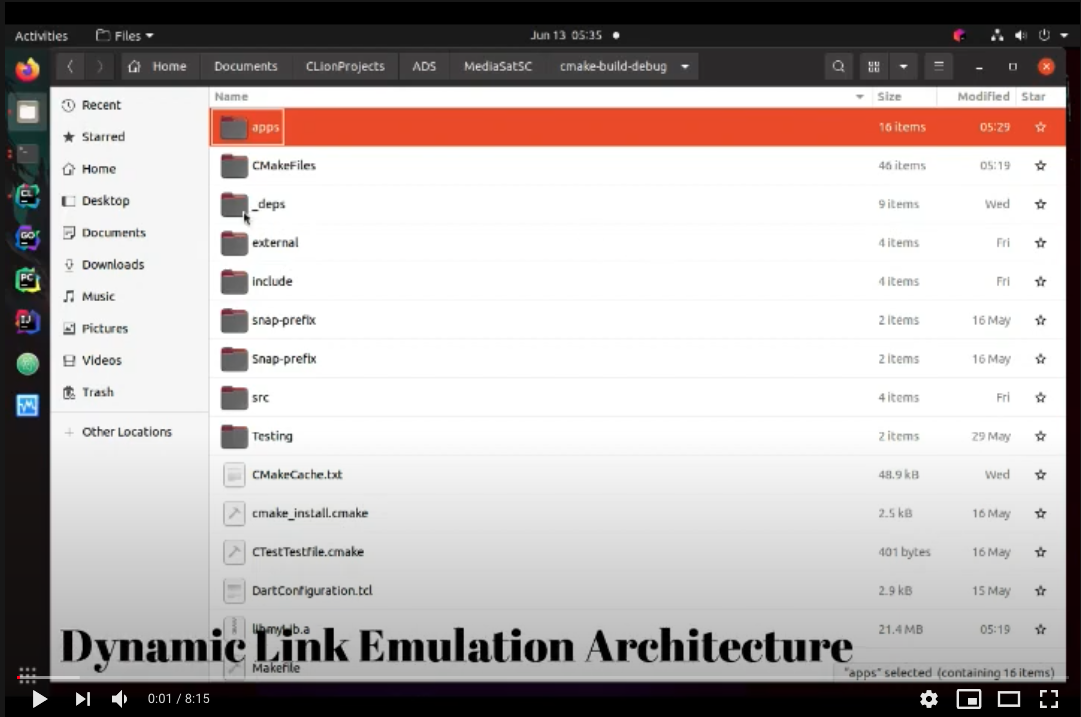 Activities Files Jun 13 05:35
Home Documents CLionProjects ADS MediaSatSC cmake-build-debug
Name Size Modified Star
Recent
Starred
Home
Desktop
Documents
Downloads
Music
Pictures
Videos
Trash
Other Locations
apps 16 items 05:29
CMakeFiles 46 items 05:19
_deps 9 items Wed
external 4 items Fri
include 4 items Fri
snap-prefix 2 items 16 May
Snap-prefix 2 items 16 May
src 4 items Fri
Testing 2 items 29 May
CMakeCache.txt 48.9 kB Wed
cmake_install.cmake 2.5 kB 16 May
CTestTestfile.cmake 401 bytes 16 May
DartConfiguration.tcl 2.9 kB 15 May
libmyLib.a 21.4 MB 05:19
Dynamic Link Emulation Architecture
Makefile
"apps" selected (containing 16 items)
0:01 / 8:15
CL
GO
PC
IJ